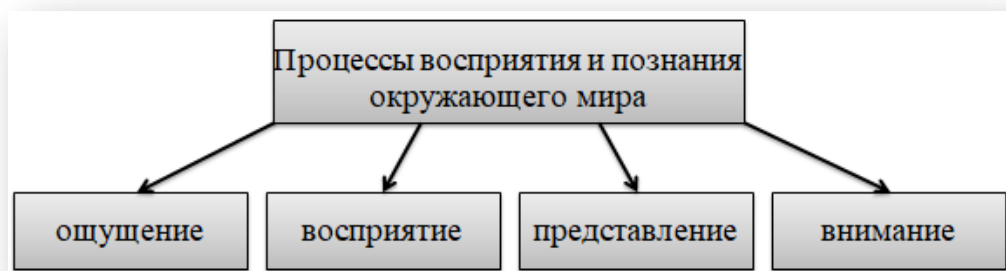 Процессы восприятия и познания
окружающего мира
ощущение
восприятие
представление
внимание